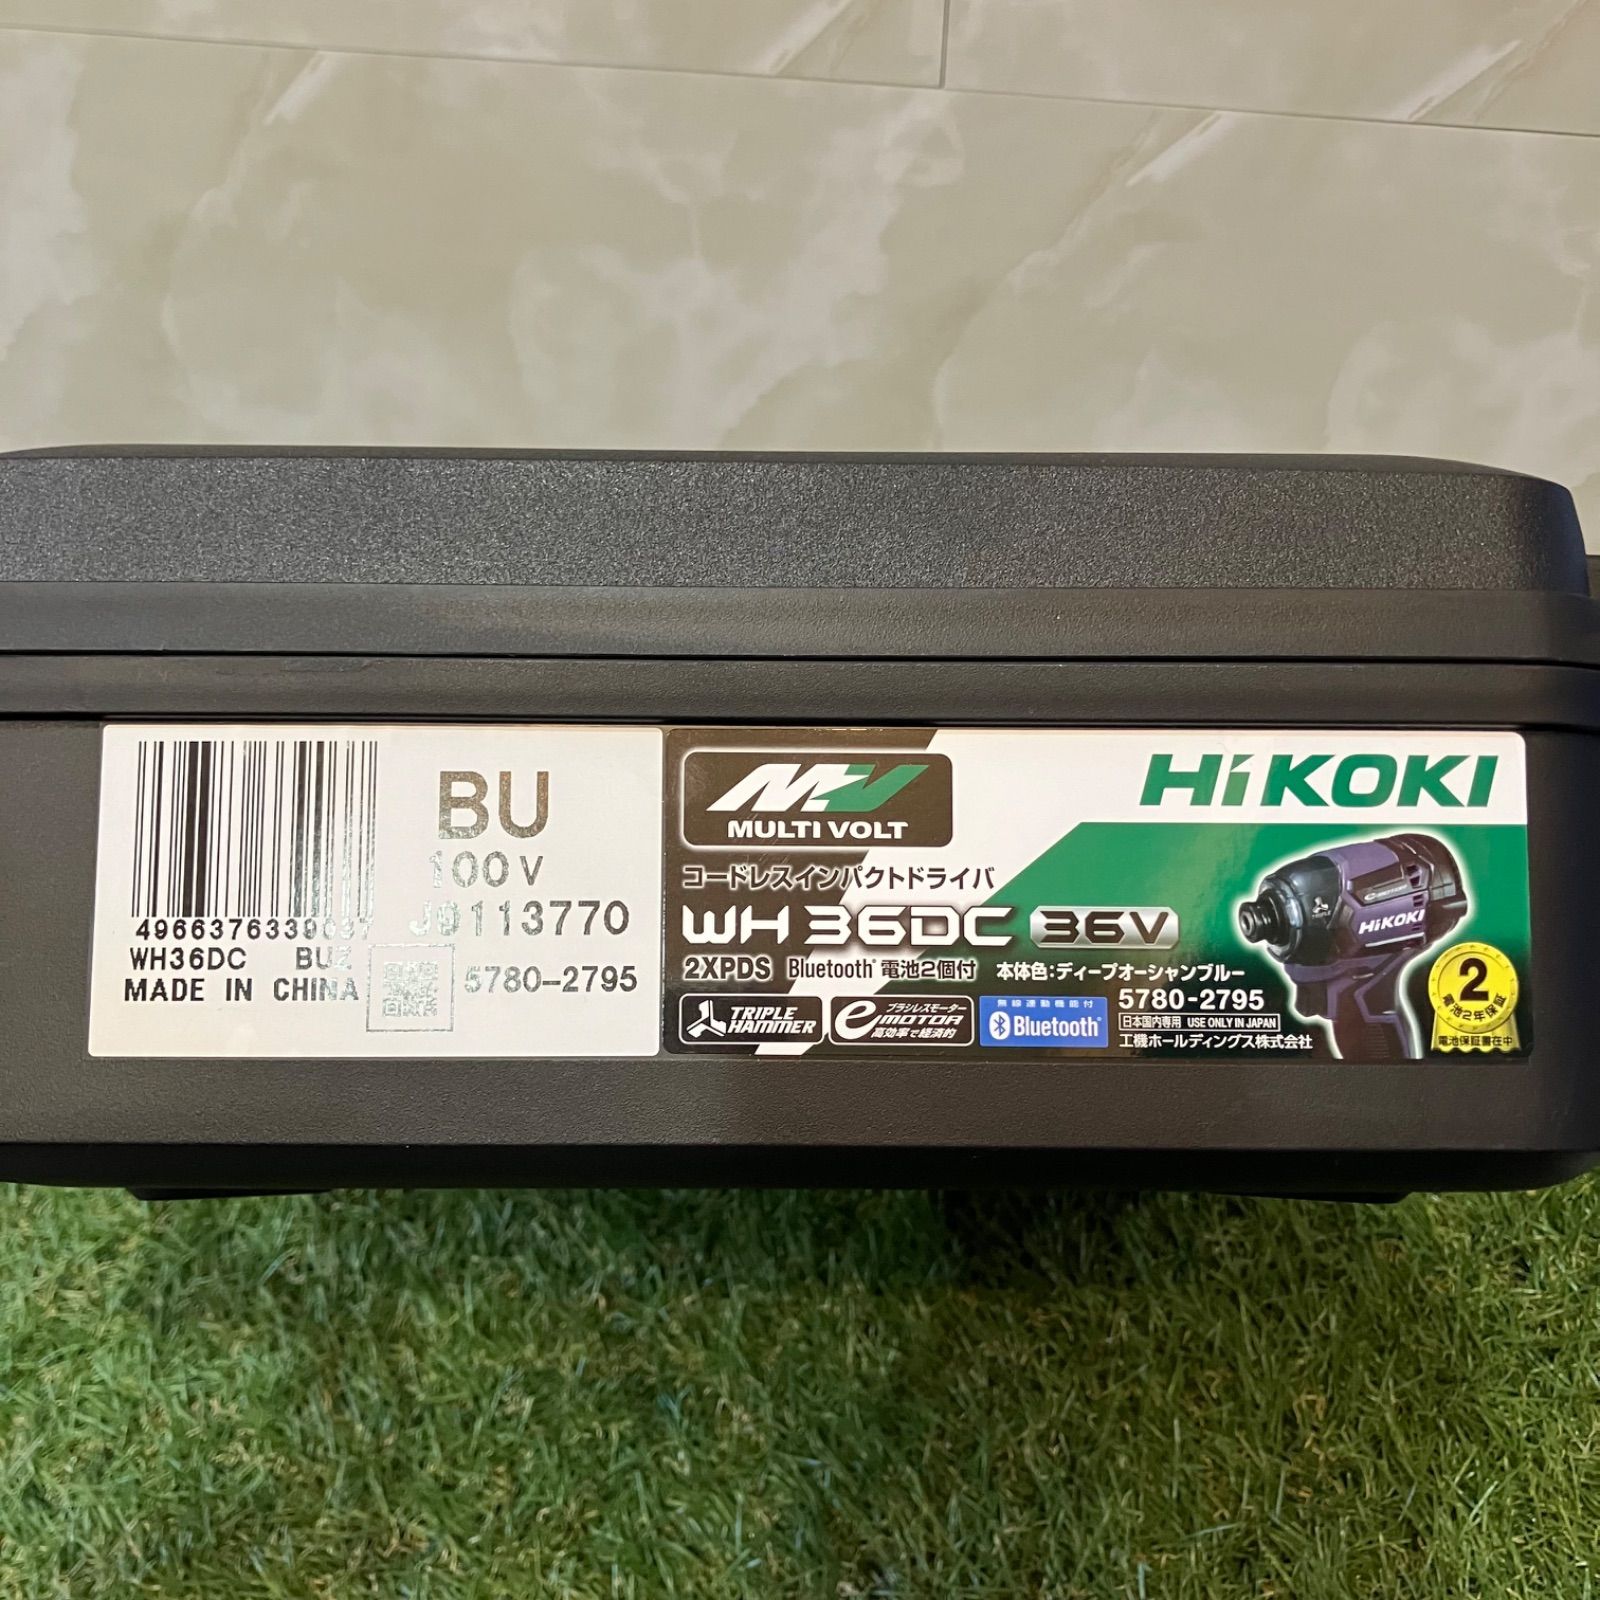 BU
100V
J0113770
WH36DC
MADE IN CHINA
5780-2795
MULTI VOLT
HiKOKI
コードレスインパクトドライバ
WH 36DC 36V
2XPDS Bluetooth® 電池2個付 本体色:ディープオーシャンブルー
TRIPLE HAMMER
ブラシレスモーター
e MOTOR
高効率で経済的
無線連動機能付
Bluetooth®
5780-2795
日本国内専用 USE ONLY IN JAPAN
工機ホールディングス株式会社
e-MOTOR
TRIPLE
HiKOKI
2
電池2年保証
電池保証書在中